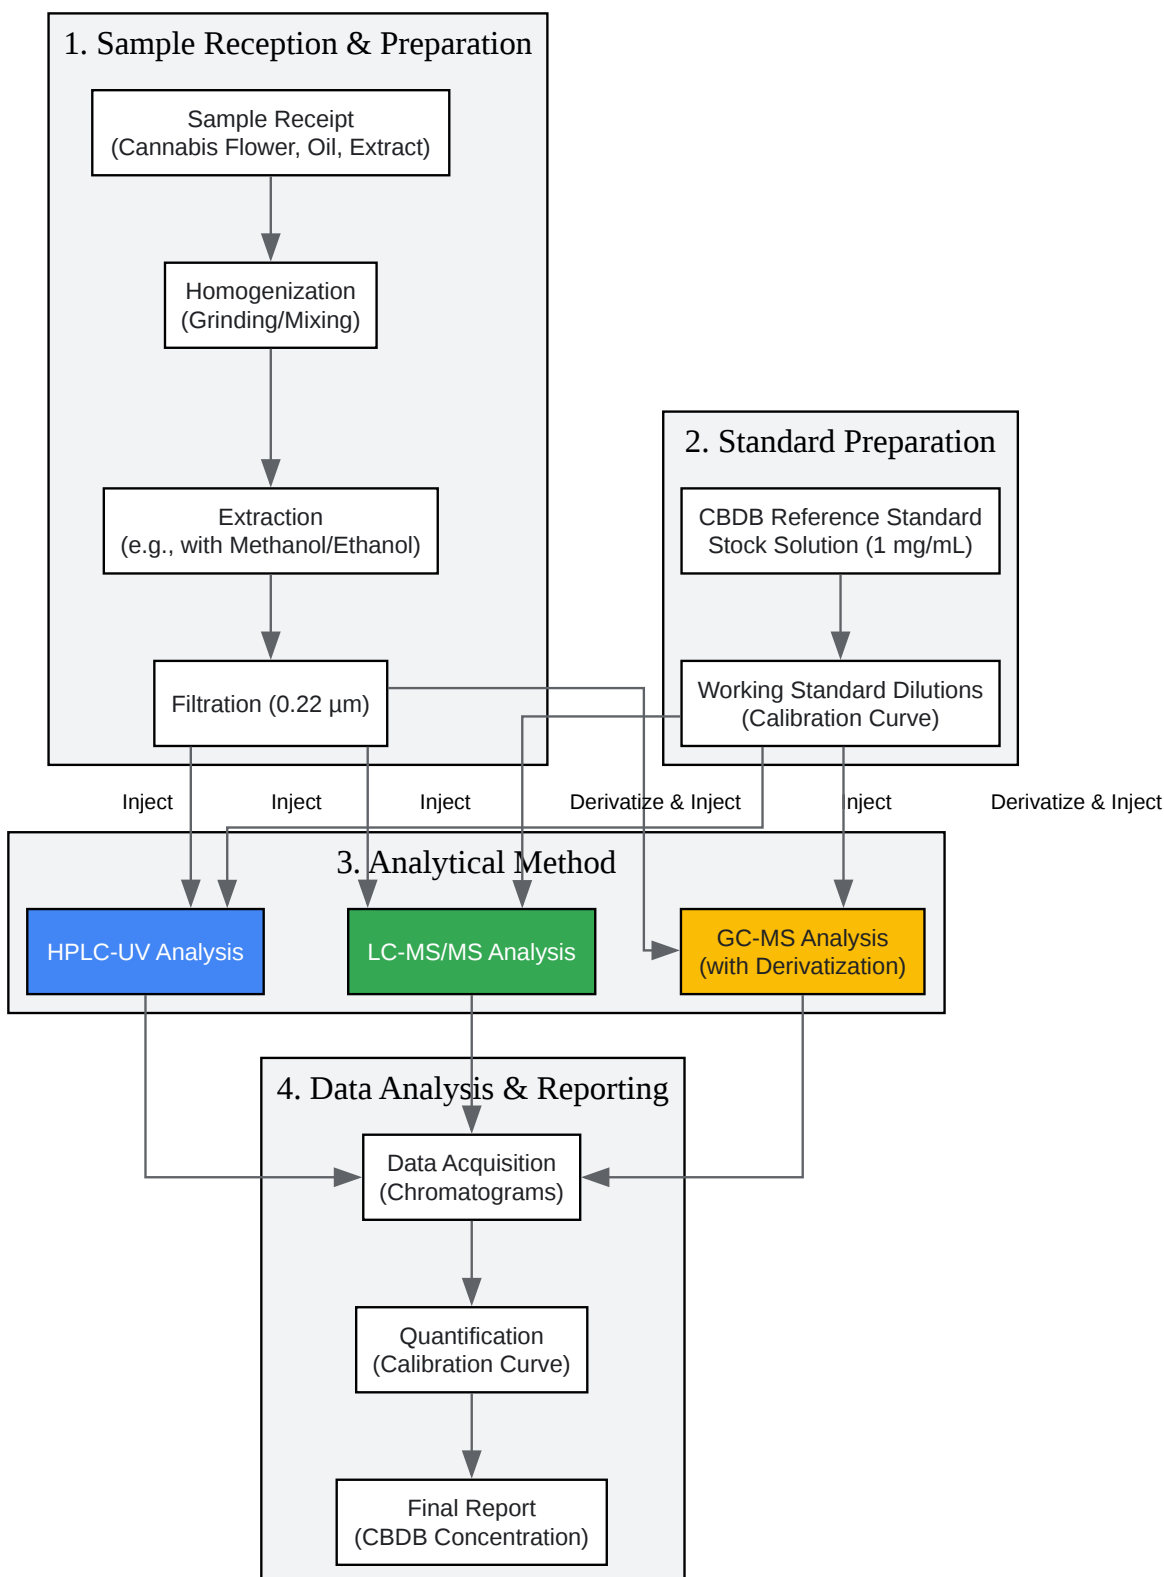 1. Sample Reception & Preparation
Sample Receipt
(Cannabis Flower, Oil, Extract)
Homogenization
(Grinding/Mixing)
Extraction
(e.g., with Methanol/Ethanol)
Filtration (0.22 µm)
2. Standard Preparation
CBDB Reference Standard
Stock Solution (1 mg/mL)
Working Standard Dilutions
(Calibration Curve)
Inject
Inject
Inject
Derivatize & Inject
Inject
Derivatize & Inject
3. Analytical Method
HPLC-UV Analysis
LC-MS/MS Analysis
GC-MS Analysis
(with Derivatization)
4. Data Analysis & Reporting
Data Acquisition
(Chromatograms)
Quantification
(Calibration Curve)
Final Report
(CBDB Concentration)